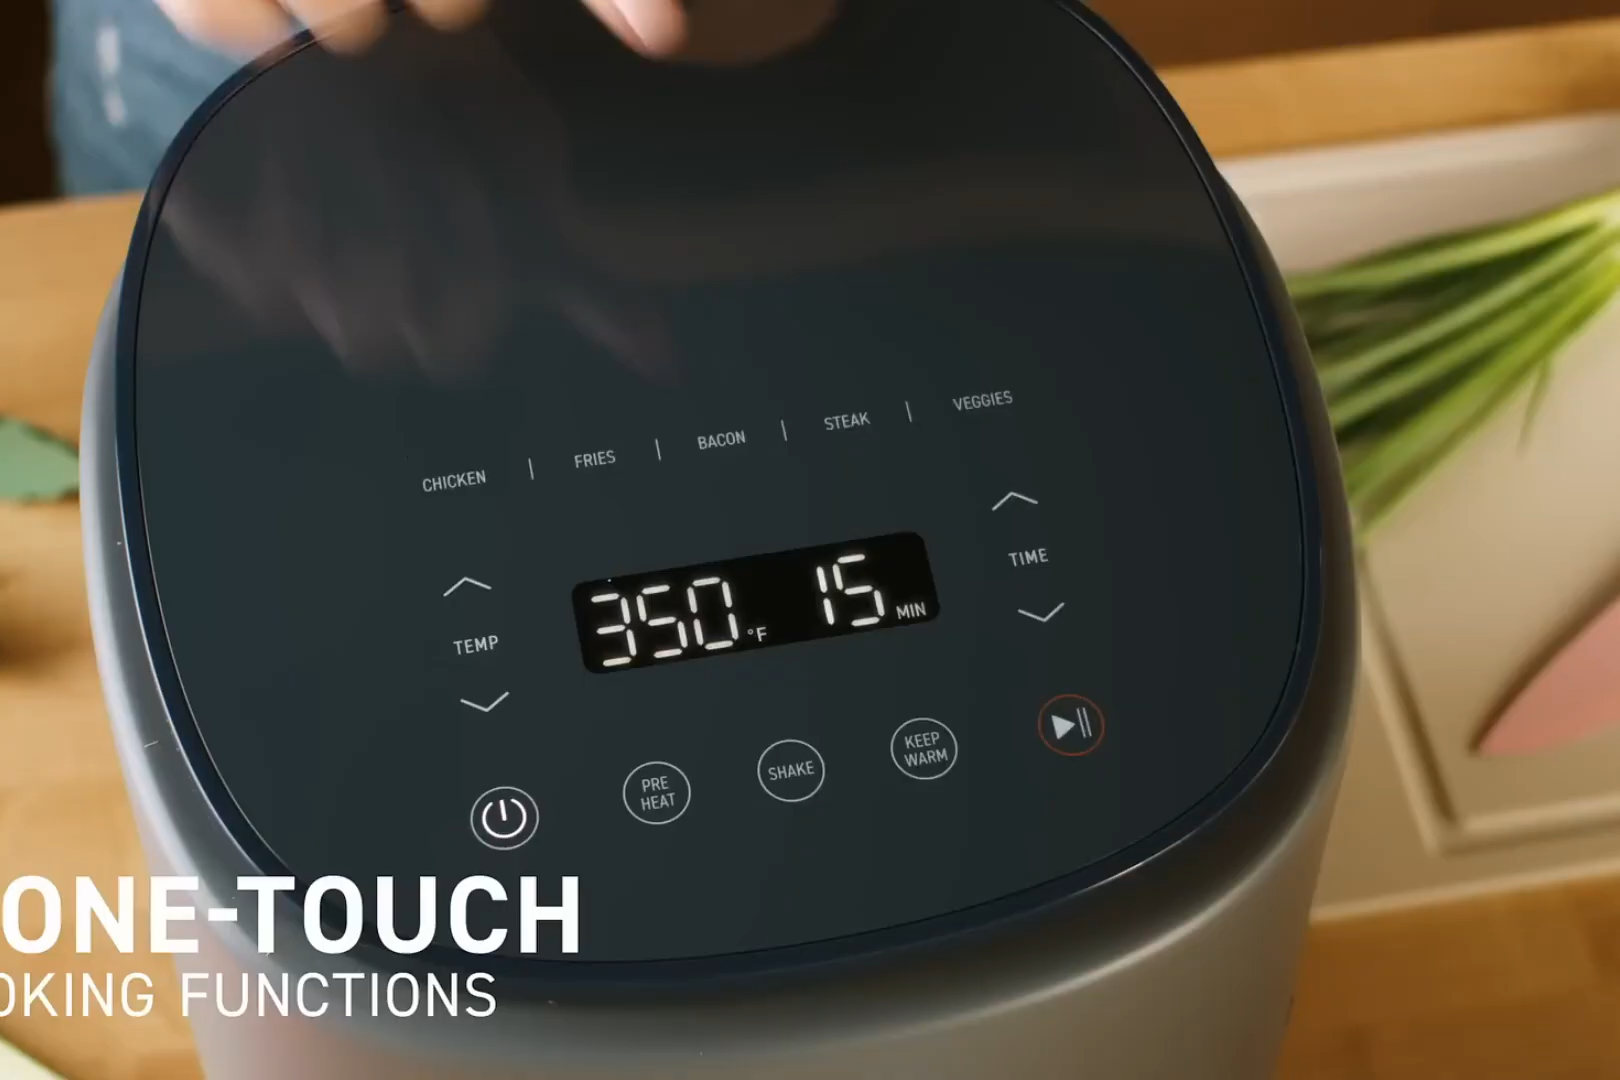 CHICKEN | FRIES | BACON | STEAK | VEGGIES
TEMP
350 °F 15 MIN
TIME
PRE
HEAT
SHAKE
KEEP
WARM
ONE-TOUCH
OKING FUNCTIONS